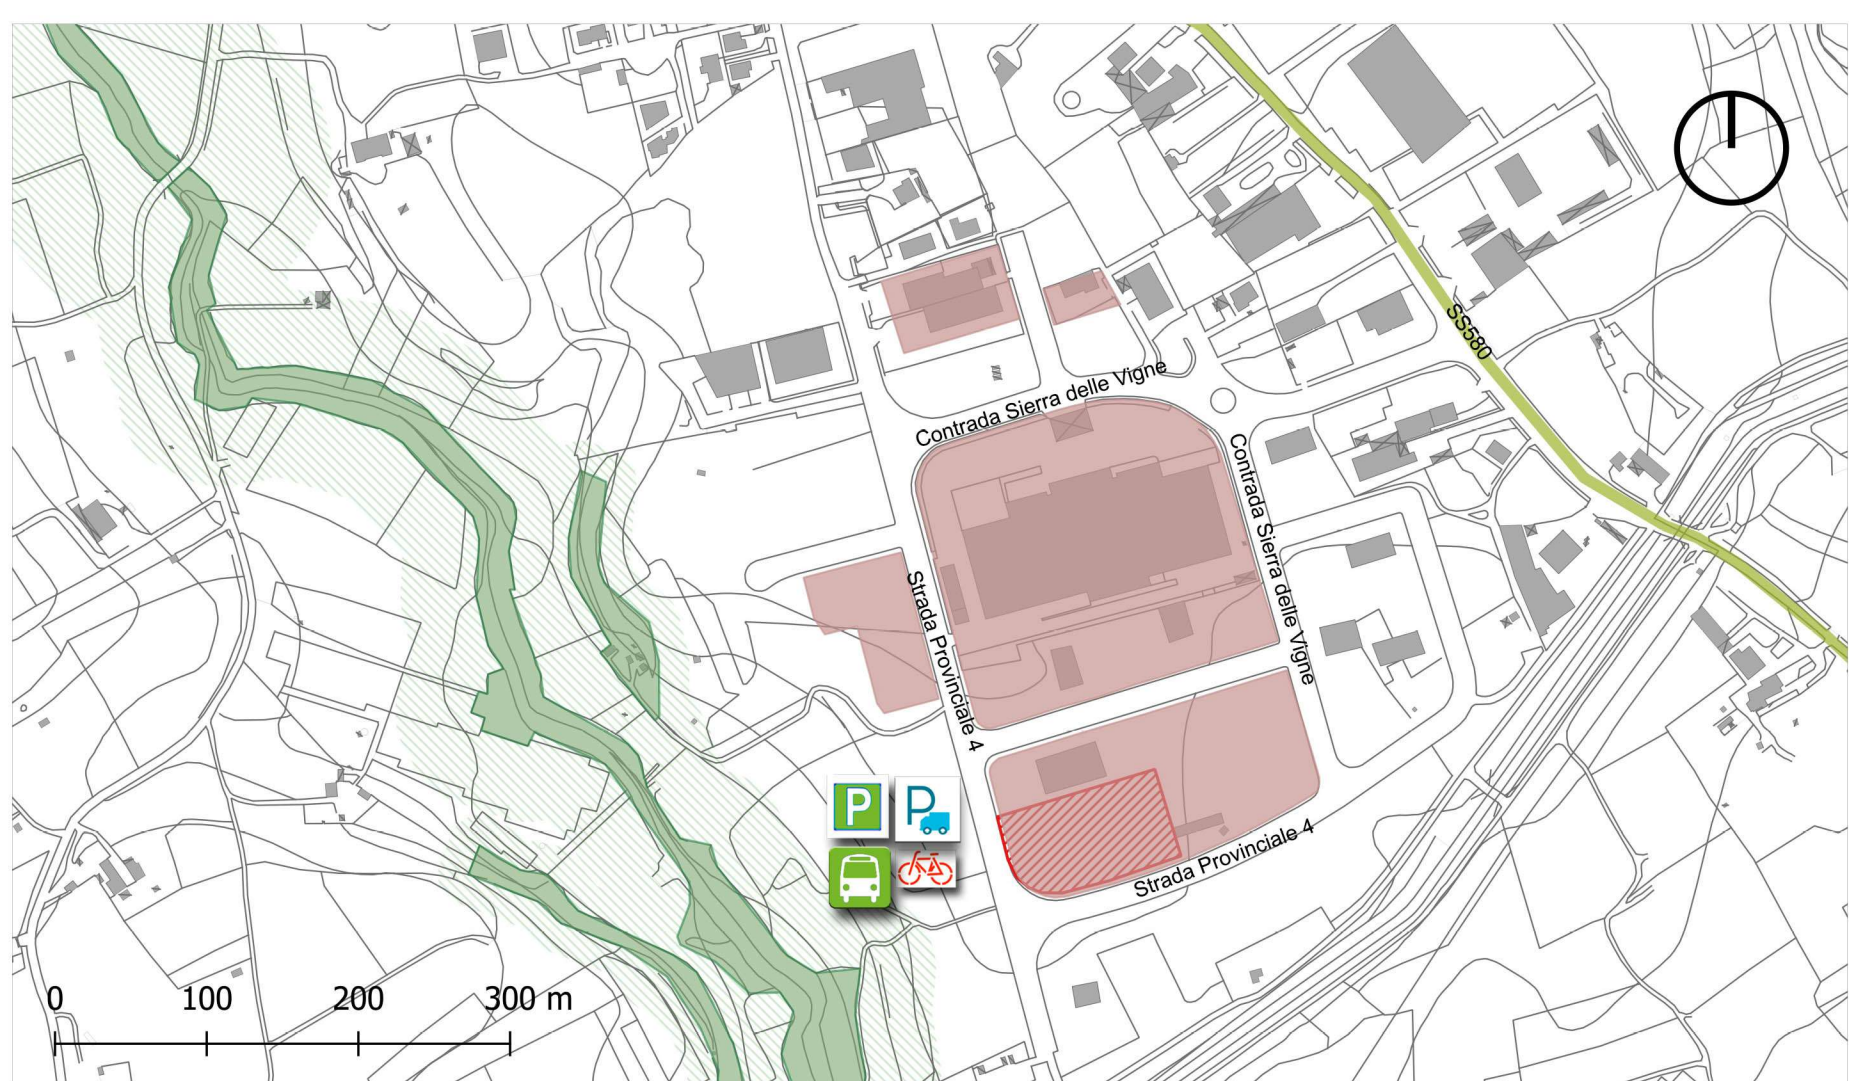 SS580
Contrada Sierra delle Vigne
Contrada Sierra delle Vigne
Strada Provinciale 4
P
P
Strada Provinciale 4
0 100 200 300 m